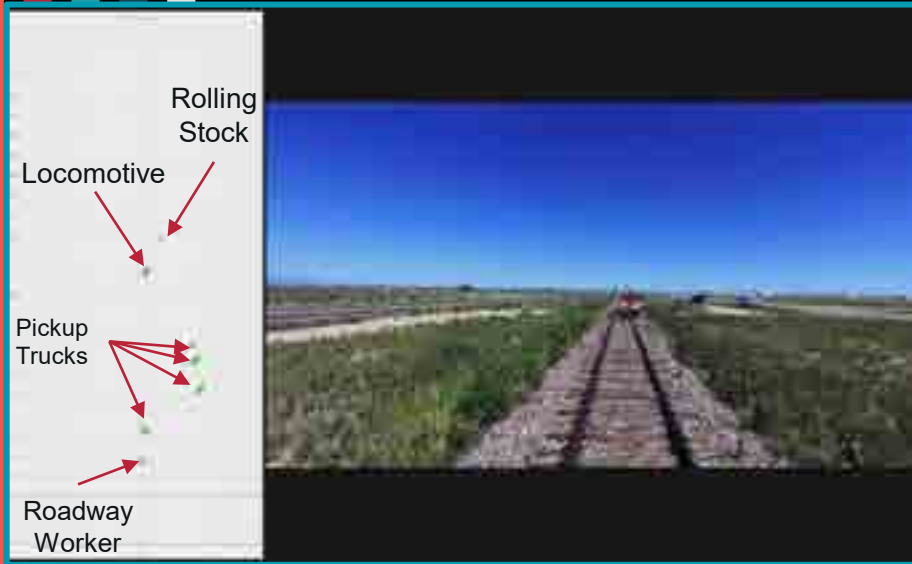 Rolling
Stock
Locomotive
Pickup
Trucks
Roadway
Worker